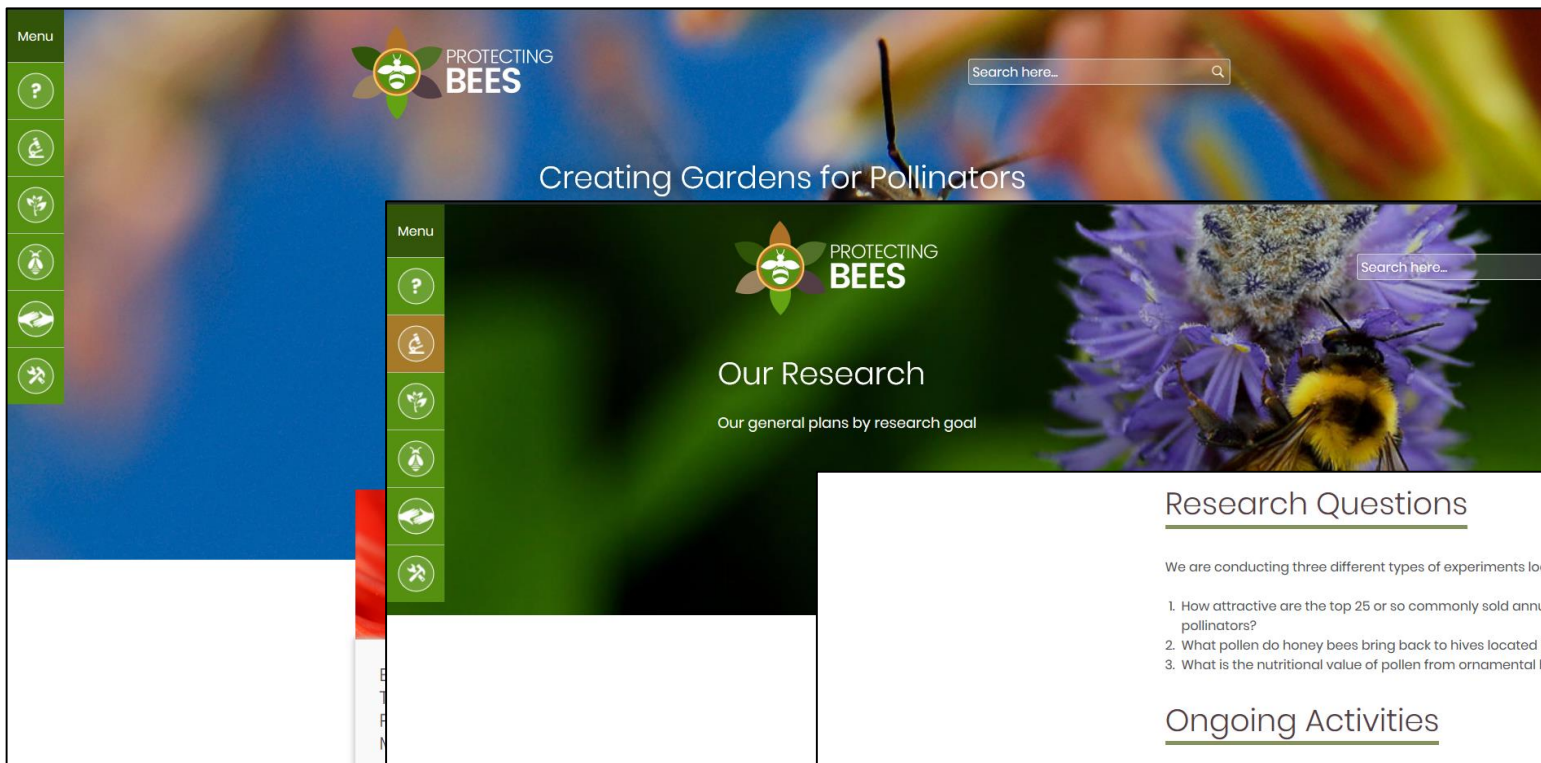 Menu
PROTECTING
BEES
Search here...
Creating Gardens for Pollinators
Menu
PROTECTING
BEES
Search here...
Our Research
Our general plans by research goal
Research Questions
We are conducting three different types of experiments
1. How attractive are the top 25 or so commonly sold
pollinators?
2. What pollen do honey bees bring back to hives located
3. What is the nutritional value of pollen from ornamental
Ongoing Activities